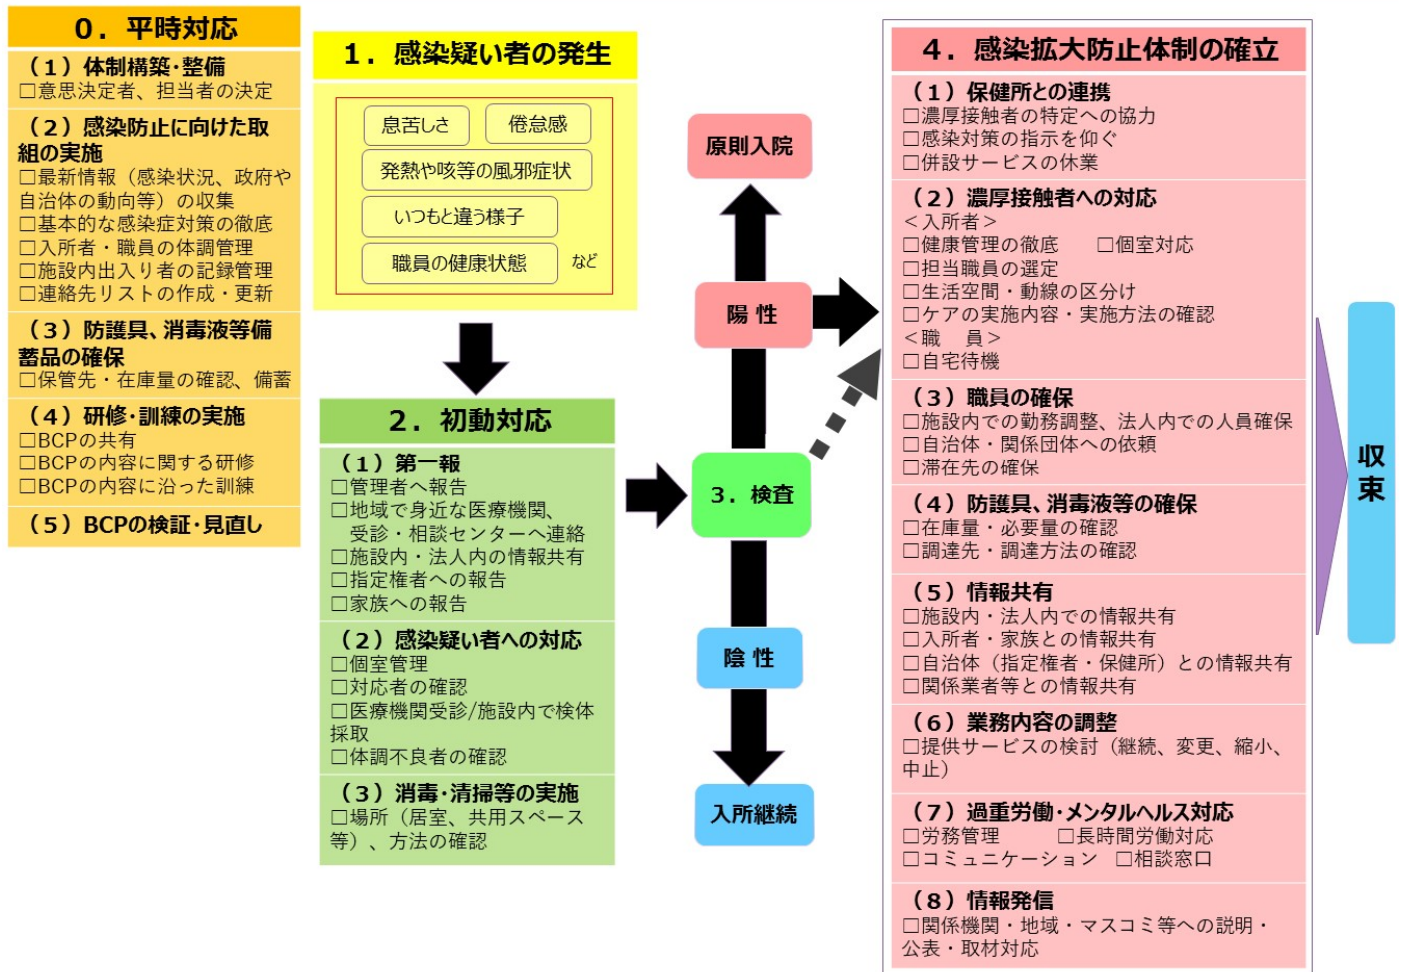 ０．平時対応
（１）体制構築・整備
□意思決定者、担当者の決定
（２）感染防止に向けた取
組の実施
□最新情報（感染状況、政府や
自治体の動向等）の収集
□基本的な感染症対策の徹底
□入所者・職員の体調管理
□施設内出入り者の記録管理
□連絡先リストの作成・更新
（３）防護具、消毒液等備
蓄品の確保
□保管先・在庫量の確認、備蓄
（４）研修・訓練の実施
□BCPの共有
□BCPの内容に関する研修
□BCPの内容に沿った訓練
（５）BCPの検証・見直し
１．感染疑い者の発生
息苦しさ
倦怠感
発熱や咳等の風邪症状
いつもと違う様子
職員の健康状態
など
２．初動対応
（１）第一報
□管理者へ報告
□地域で身近な医療機関、
受診・相談センターへ連絡
□施設内・法人内の情報共有
□指定権者への報告
□家族への報告
（２）感染疑い者への対応
□個室管理
□対応者の確認
□医療機関受診/施設内で検体
採取
□体調不良者の確認
（３）消毒・清掃等の実施
□場所（居室、共用スペース
等）、方法の確認
原則入院
陽 性
３．検査
陰 性
入所継続
４．感染拡大防止体制の確立
（１）保健所との連携
□濃厚接触者の特定への協力
□感染対策の指示を仰ぐ
□併設サービスの休業
（２）濃厚接触者への対応
＜入所者＞
□健康管理の徹底　　□個室対応
□担当職員の選定
□生活空間・動線の区分け
□ケアの実施内容・実施方法の確認
＜職　員＞
□自宅待機
（３）職員の確保
□施設内での勤務調整、法人内での人員確保
□自治体・関係団体への依頼
□滞在先の確保
（４）防護具、消毒液等の確保
□在庫量・必要量の確認
□調達先・調達方法の確認
（５）情報共有
□施設内・法人内での情報共有
□入所者・家族との情報共有
□自治体（指定権者・保健所）との情報共有
□関係業者等との情報共有
（６）業務内容の調整
□提供サービスの検討（継続、変更、縮小、
中止）
（７）過重労働・メンタルヘルス対応
□労務管理　　　□長時間労働対応
□コミュニケーション　□相談窓口
（８）情報発信
□関係機関・地域・マスコミ等への説明・
公表・取材対応
収束